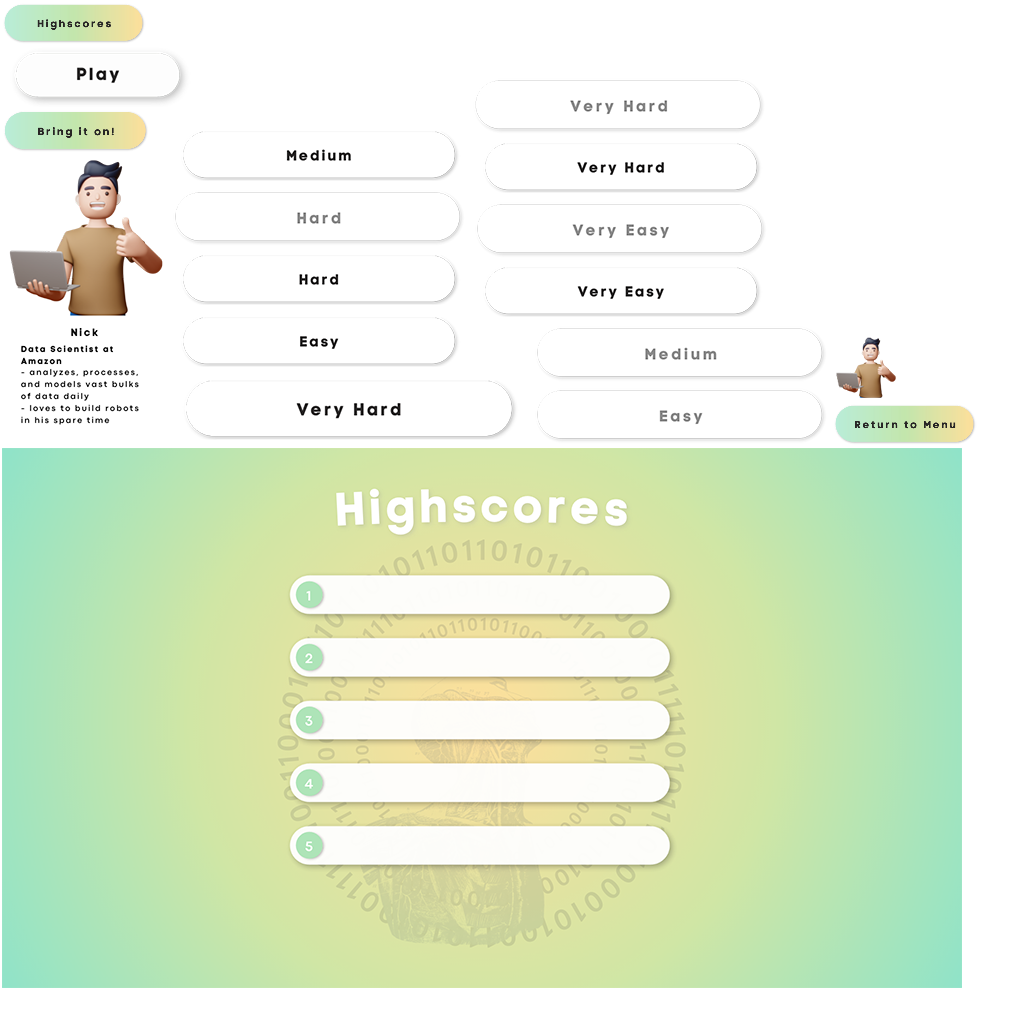 Highscores
Play
Bring it on!
Nick
Data Scientist at
Amazon
- analyzes, processes,
and models vast bulks
of data daily
- loves to build robots
in his spare time
Medium
Hard
Hard
Easy
Very Hard
Very Hard
Very Hard
Very Easy
Very Easy
Medium
Easy
Return to Menu
Highscores
1
2
3
4
5